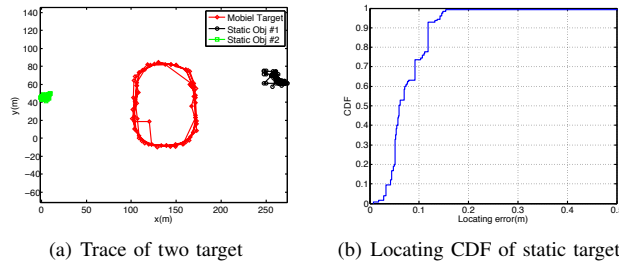 Mobiel Target
Static Obj #1
Static Obj #2
140
120
100
80
60
40
20
0
-20
-40
-60
y(m)
0 50 100 150 200 250
x(m)
(a) Trace of two target
1
0.9
0.8
0.7
0.6
0.5
0.4
0.3
0.2
0.1
0
CDF
0 0.1 0.2 0.3 0.4 0.5
Locating error(m)
(b) Locating CDF of static target